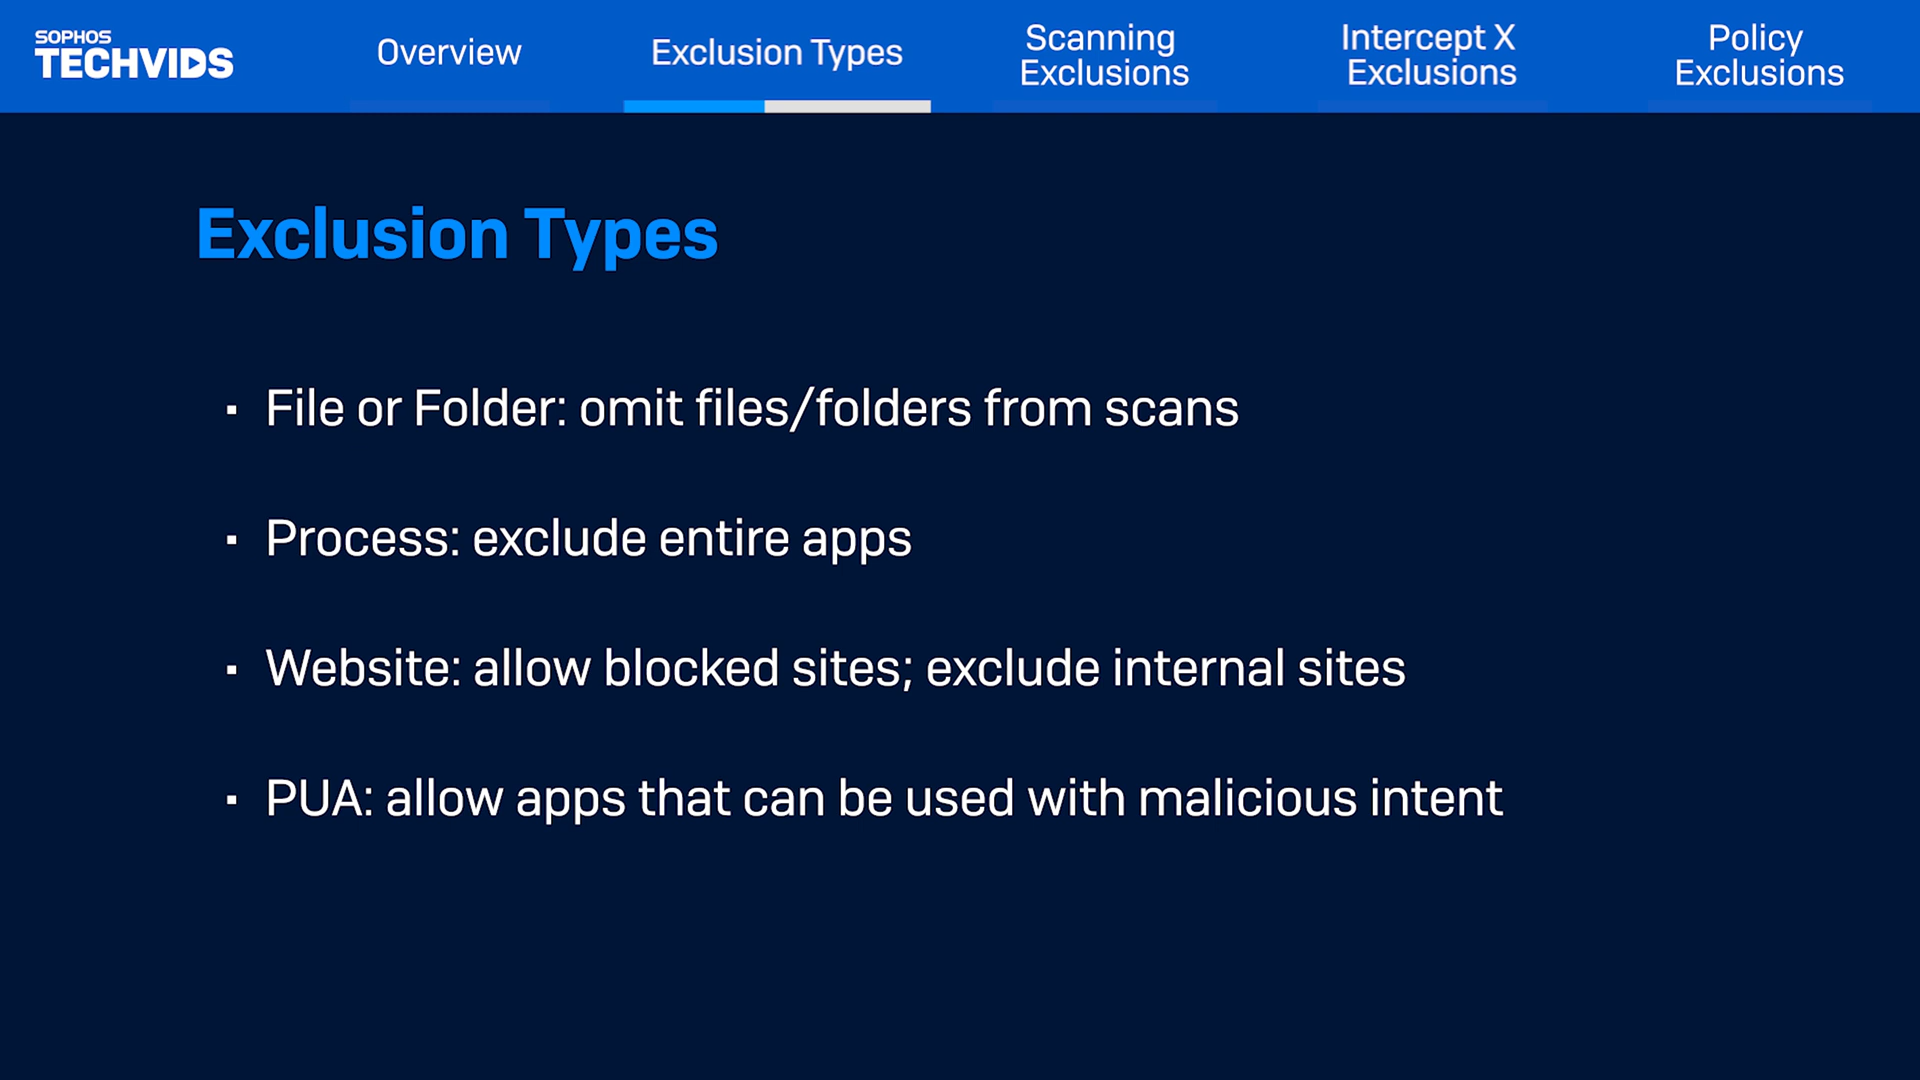 SOPHOS
TECHVIDS
Overview
Exclusion Types
Scanning
Exclusions
Intercept X
Exclusions
Policy
Exclusions
Exclusion Types
▪ File or Folder: omit files/folders from scans
▪ Process: exclude entire apps
▪ Website: allow blocked sites; exclude internal sites
▪ PUA: allow apps that can be used with malicious intent